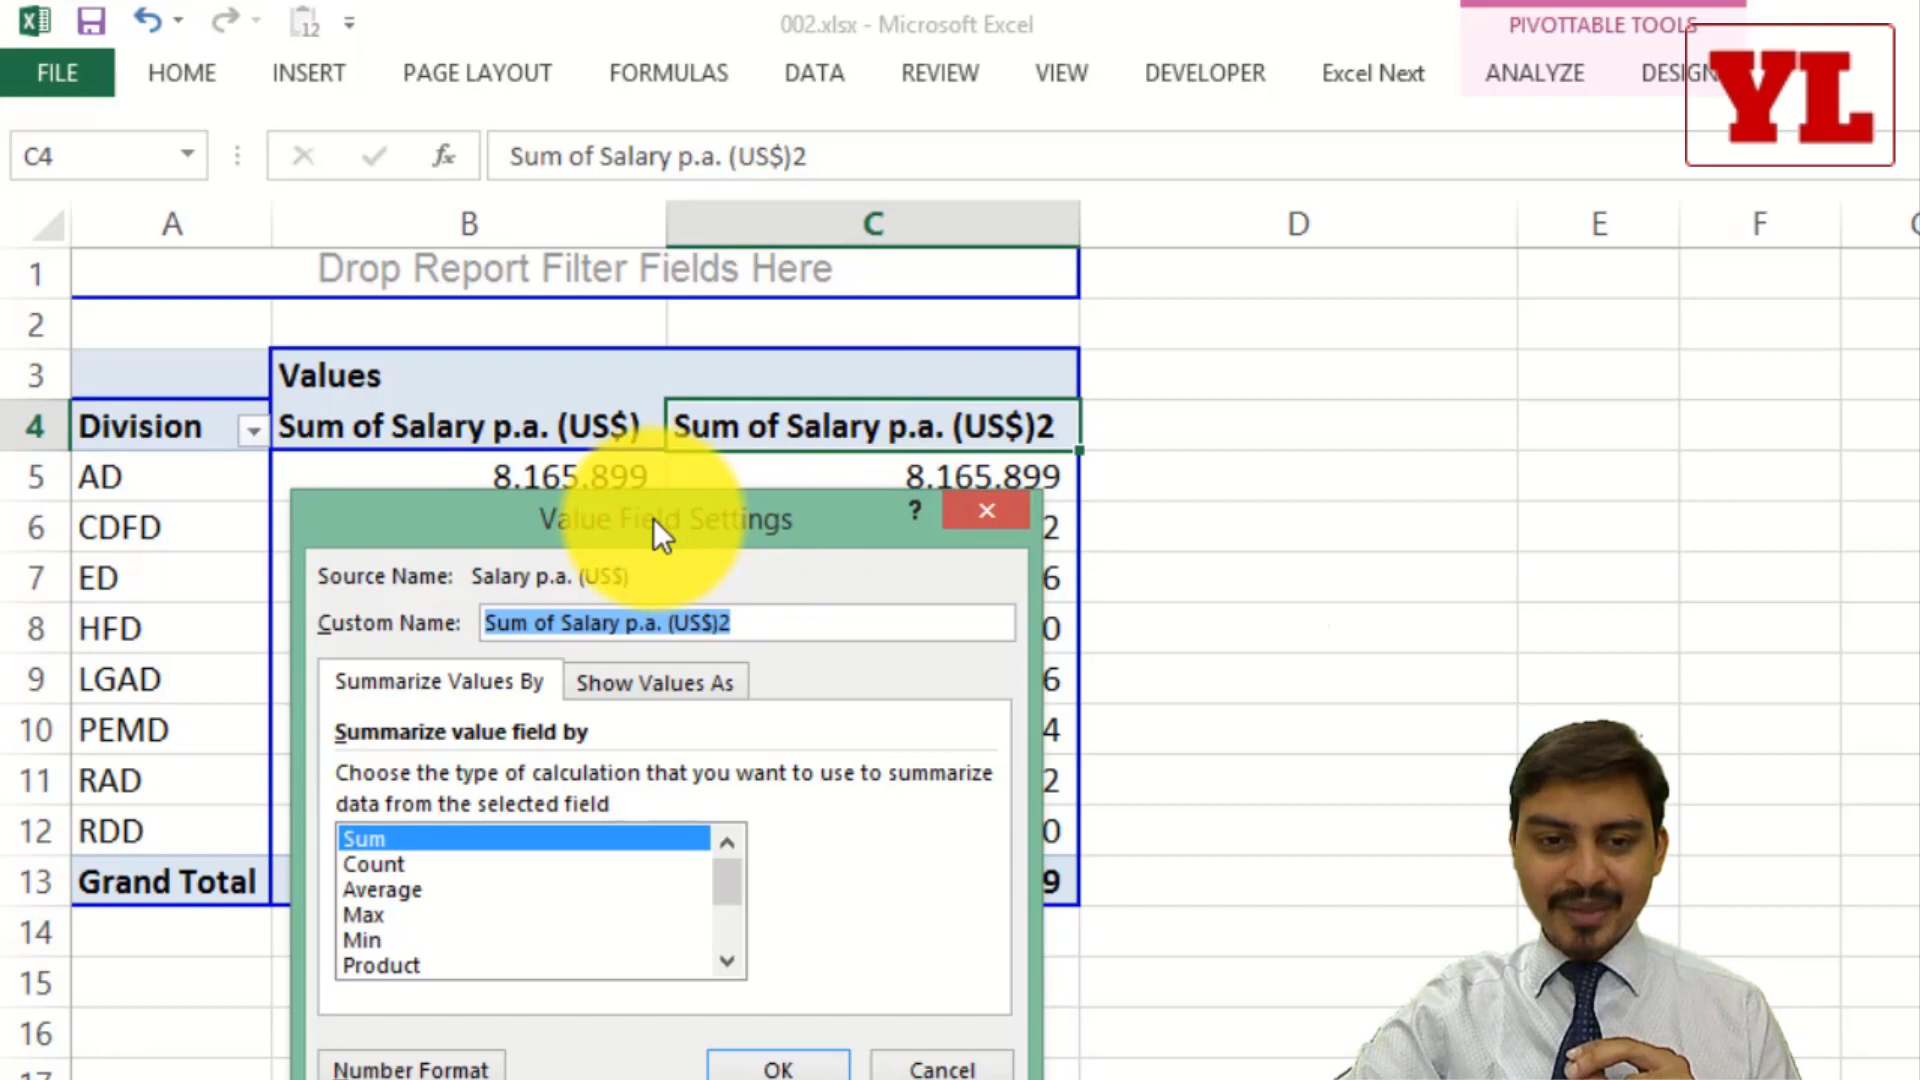 12
002.xlsx - Microsoft Excel
PIVOTTABLE TOOLS
FILE HOME INSERT PAGE LAYOUT FORMULAS DATA REVIEW VIEW DEVELOPER Excel Next ANALYZE DESIGN
YL
C4 fx Sum of Salary p.a. (US$)2
A B C D E F
1 Drop Report Filter Fields Here
2
3 Values
4 Division Sum of Salary p.a. (US$) Sum of Salary p.a. (US$)2
5 AD 8,165,899 8,165,899
Value Field Settings ?
6 CDFD 2
Source Name: Salary p.a. (US$)
7 ED 6
Custom Name: Sum of Salary p.a. (US$)2
8 HFD 0
Summarize Values By Show Values As
9 LGAD 6
Summarize value field by
10 PEMD 4
Choose the type of calculation that you want to use to summarize
data from the selected field
11 RAD 2
Sum
12 RDD 0
Count
Average
13 Grand Total 9
Max
Min
14
Product
15
16
Number Format OK Cancel
17